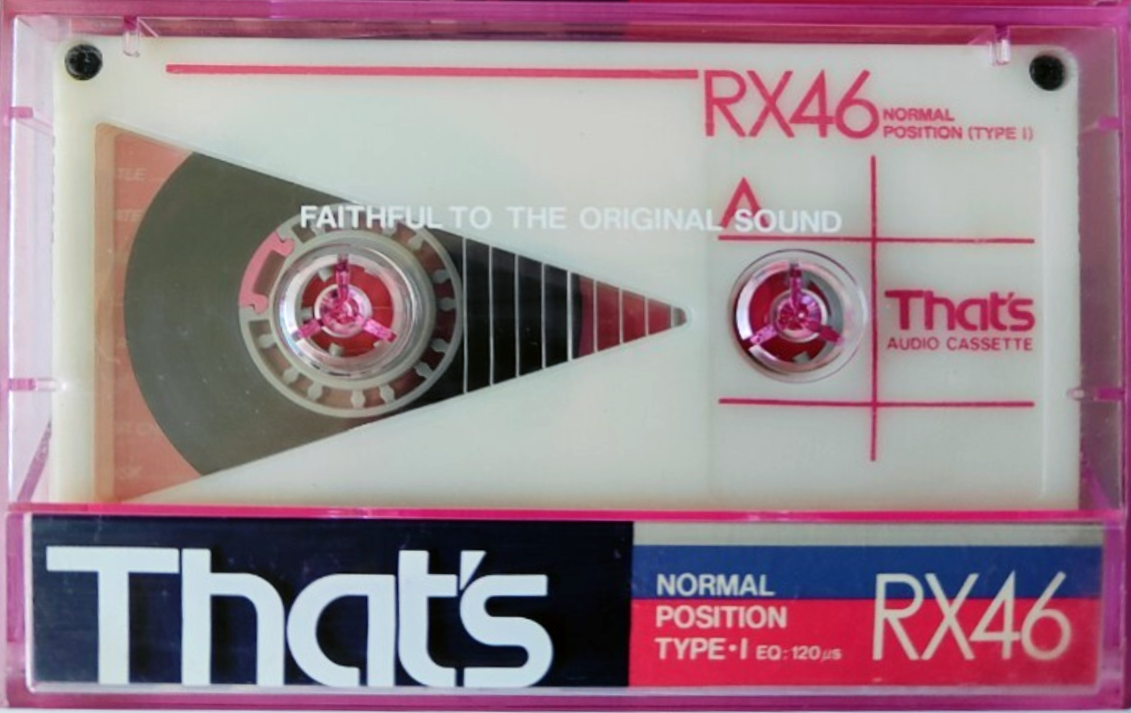 RX46
NORMAL
POSITION (TYPE I)
A
FAITHFUL TO THE ORIGINAL SOUND
That's
AUDIO CASSETTE
That's
NORMAL
POSITION
TYPE•I EQ:120μs
RX46